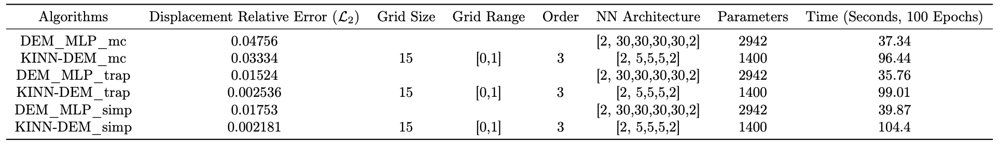 Algorithms Displacement Relative Error (𝓛₂) Grid Size Grid Range Order NN Architecture Parameters Time (Seconds, 100 Epochs)
DEM_MLP_mc 0.04756 [2, 30,30,30,30,2] 2942 37.34
KINN-DEM_mc 0.03334 15 [0,1] 3 [2, 5,5,5,2] 1400 96.44
DEM_MLP_trap 0.01524 [2, 30,30,30,30,2] 2942 35.76
KINN-DEM_trap 0.002536 15 [0,1] 3 [2, 5,5,5,2] 1400 99.01
DEM_MLP_simp 0.01753 [2, 30,30,30,30,2] 2942 39.87
KINN-DEM_simp 0.002181 15 [0,1] 3 [2, 5,5,5,2] 1400 104.4